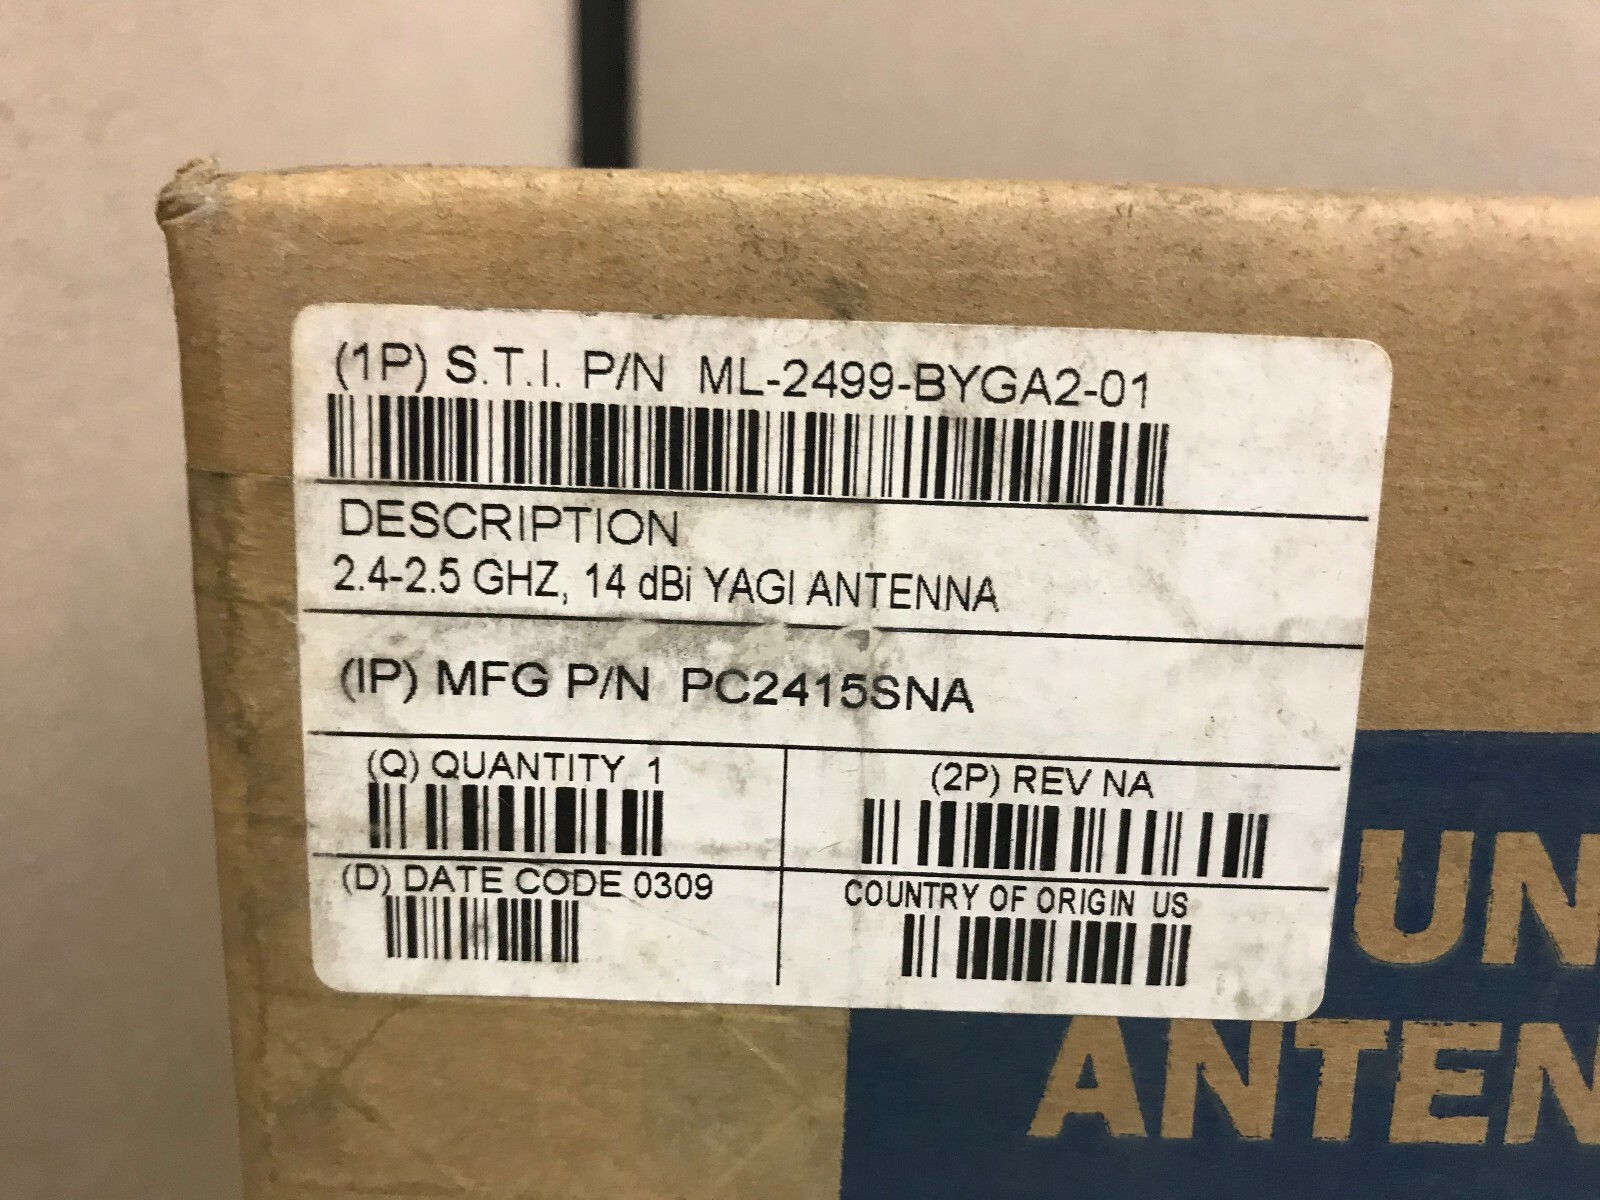 (1P) S.T.I. P/N ML-2499-BYGA2-01
DESCRIPTION
2.4-2.5 GHZ, 14 dBi YAGI ANTENNA
(IP) MFG P/N PC2415SNA
(Q) QUANTITY 1
(2P) REV NA
(D) DATE CODE 0309
COUNTRY OF ORIGIN US
UN
ANTEN